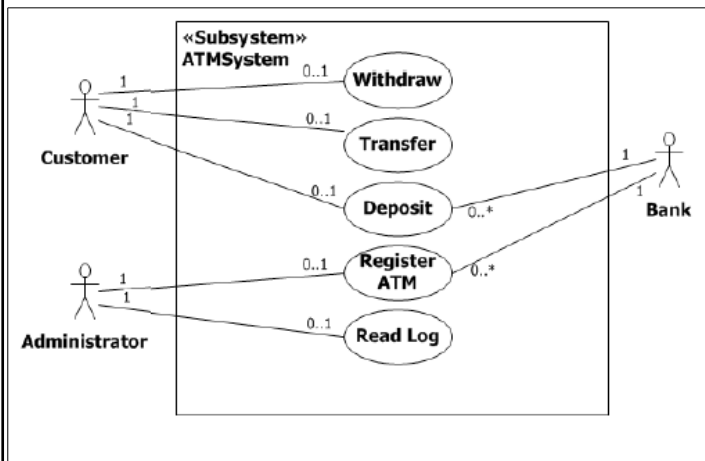 «Subsystem»
ATMSystem
1
0..1
Withdraw
1
0..1
Transfer
1
0..1
Deposit
Customer
1
0..*
Bank
1
0..1
Register
ATM
1
0..*
1
0..1
Read Log
Administrator